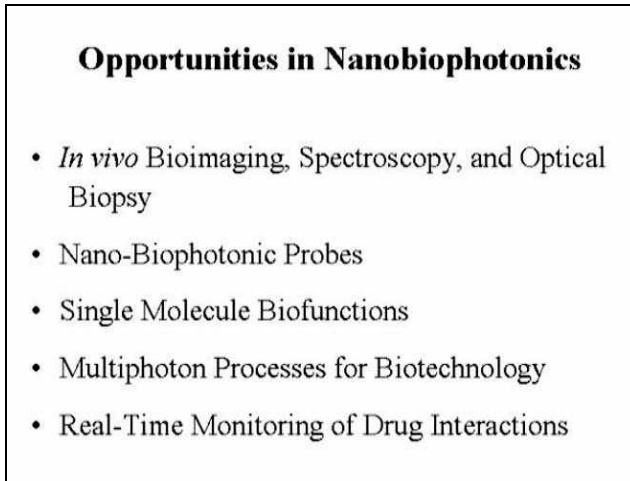 Opportunities in Nanobiophotonics
• In vivo Bioimaging, Spectroscopy, and Optical
Biopsy
• Nano-Biophotonic Probes
• Single Molecule Biofunctions
• Multiphoton Processes for Biotechnology
• Real-Time Monitoring of Drug Interactions